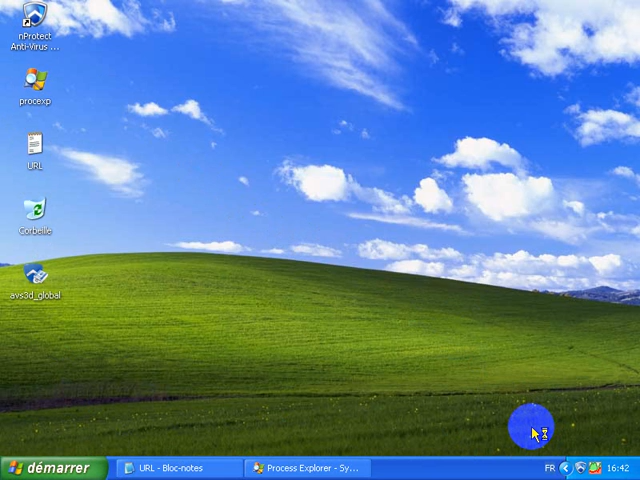 nProtect
Anti-Virus ...
procexp
URL
Corbeille
avs3d_global
démarrer
URL - Bloc-notes
Process Explorer - Sy...
FR
16:42